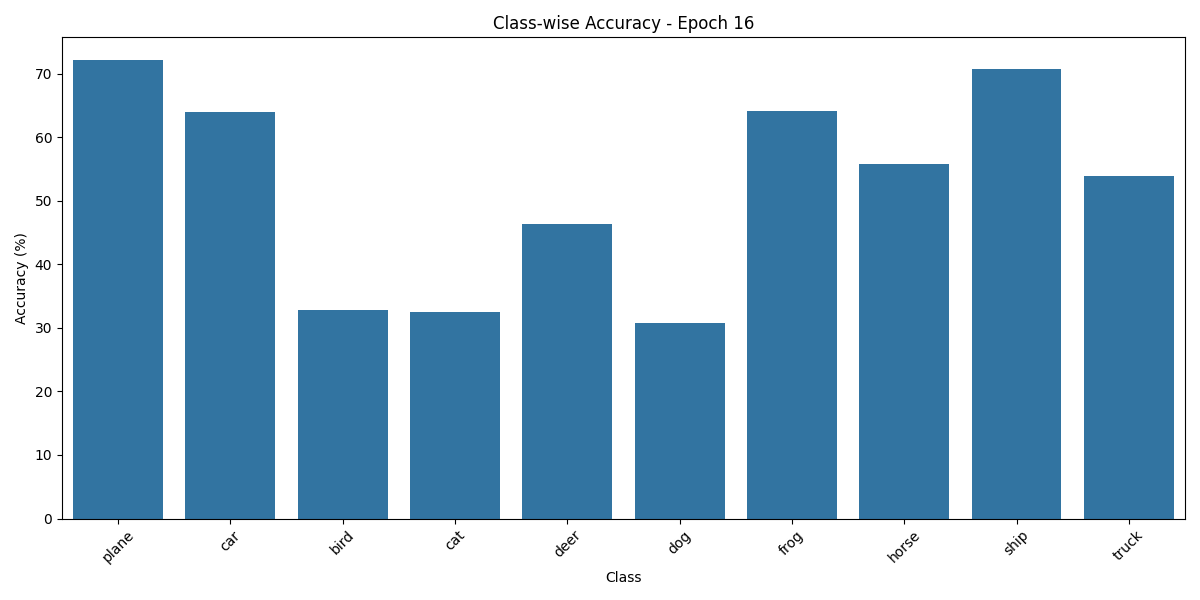 Class-wise Accuracy - Epoch 16
Accuracy (%)
70
60
50
40
30
20
10
0
plane
car
bird
cat
deer
dog
frog
horse
ship
truck
Class